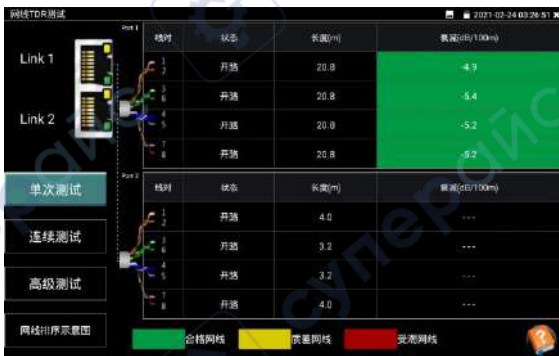 网线TDR测试 2021-02-24 03:26:51
Link 1
Link 2
Port 1
线对 状态 长度(m) 衰减(dB/100m)
1 2 开路 20.8 -4.9
3 6 开路 20.8 -5.4
4 5 开路 20.8 -5.2
7 8 开路 20.8 -5.2
Port 2
线对 状态 长度(m) 衰减(dB/100m)
1 2 开路 4.0 ---
3 6 开路 3.2 ---
4 5 开路 3.2 ---
7 8 开路 4.0 ---
单次测试
连续测试
高级测试
网线排序示意图
合格网线 质差网线 受潮网线